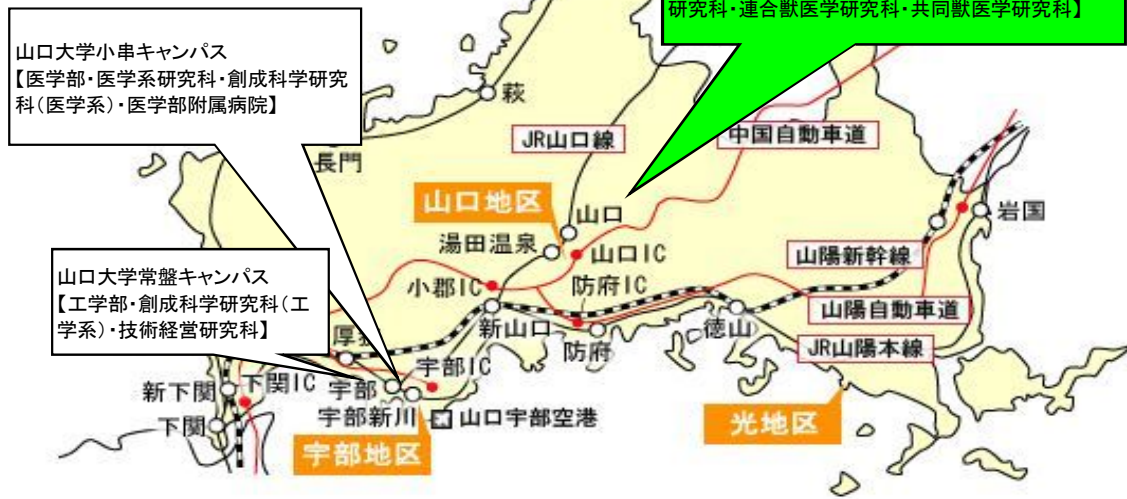 研究科・連合獣医学研究科・共同獣医学研究科】
山口大学小串キャンパス
【医学部・医学系研究科・創成科学研究
科(医学系)・医学部附属病院】
萩
JR山口線
中国自動車道
長門
山口地区
山口
岩国
湯田温泉
山口IC
山陽新幹線
山口大学常盤キャンパス
【工学部・創成科学研究科(工
学系)・技術経営研究科】
小郡IC
防府IC
山陽自動車道
新山口
防府
徳山
JR山陽本線
厚
宇部IC
新下関
下関IC
宇部
宇部新川
山口宇部空港
下関
光地区
宇部地区